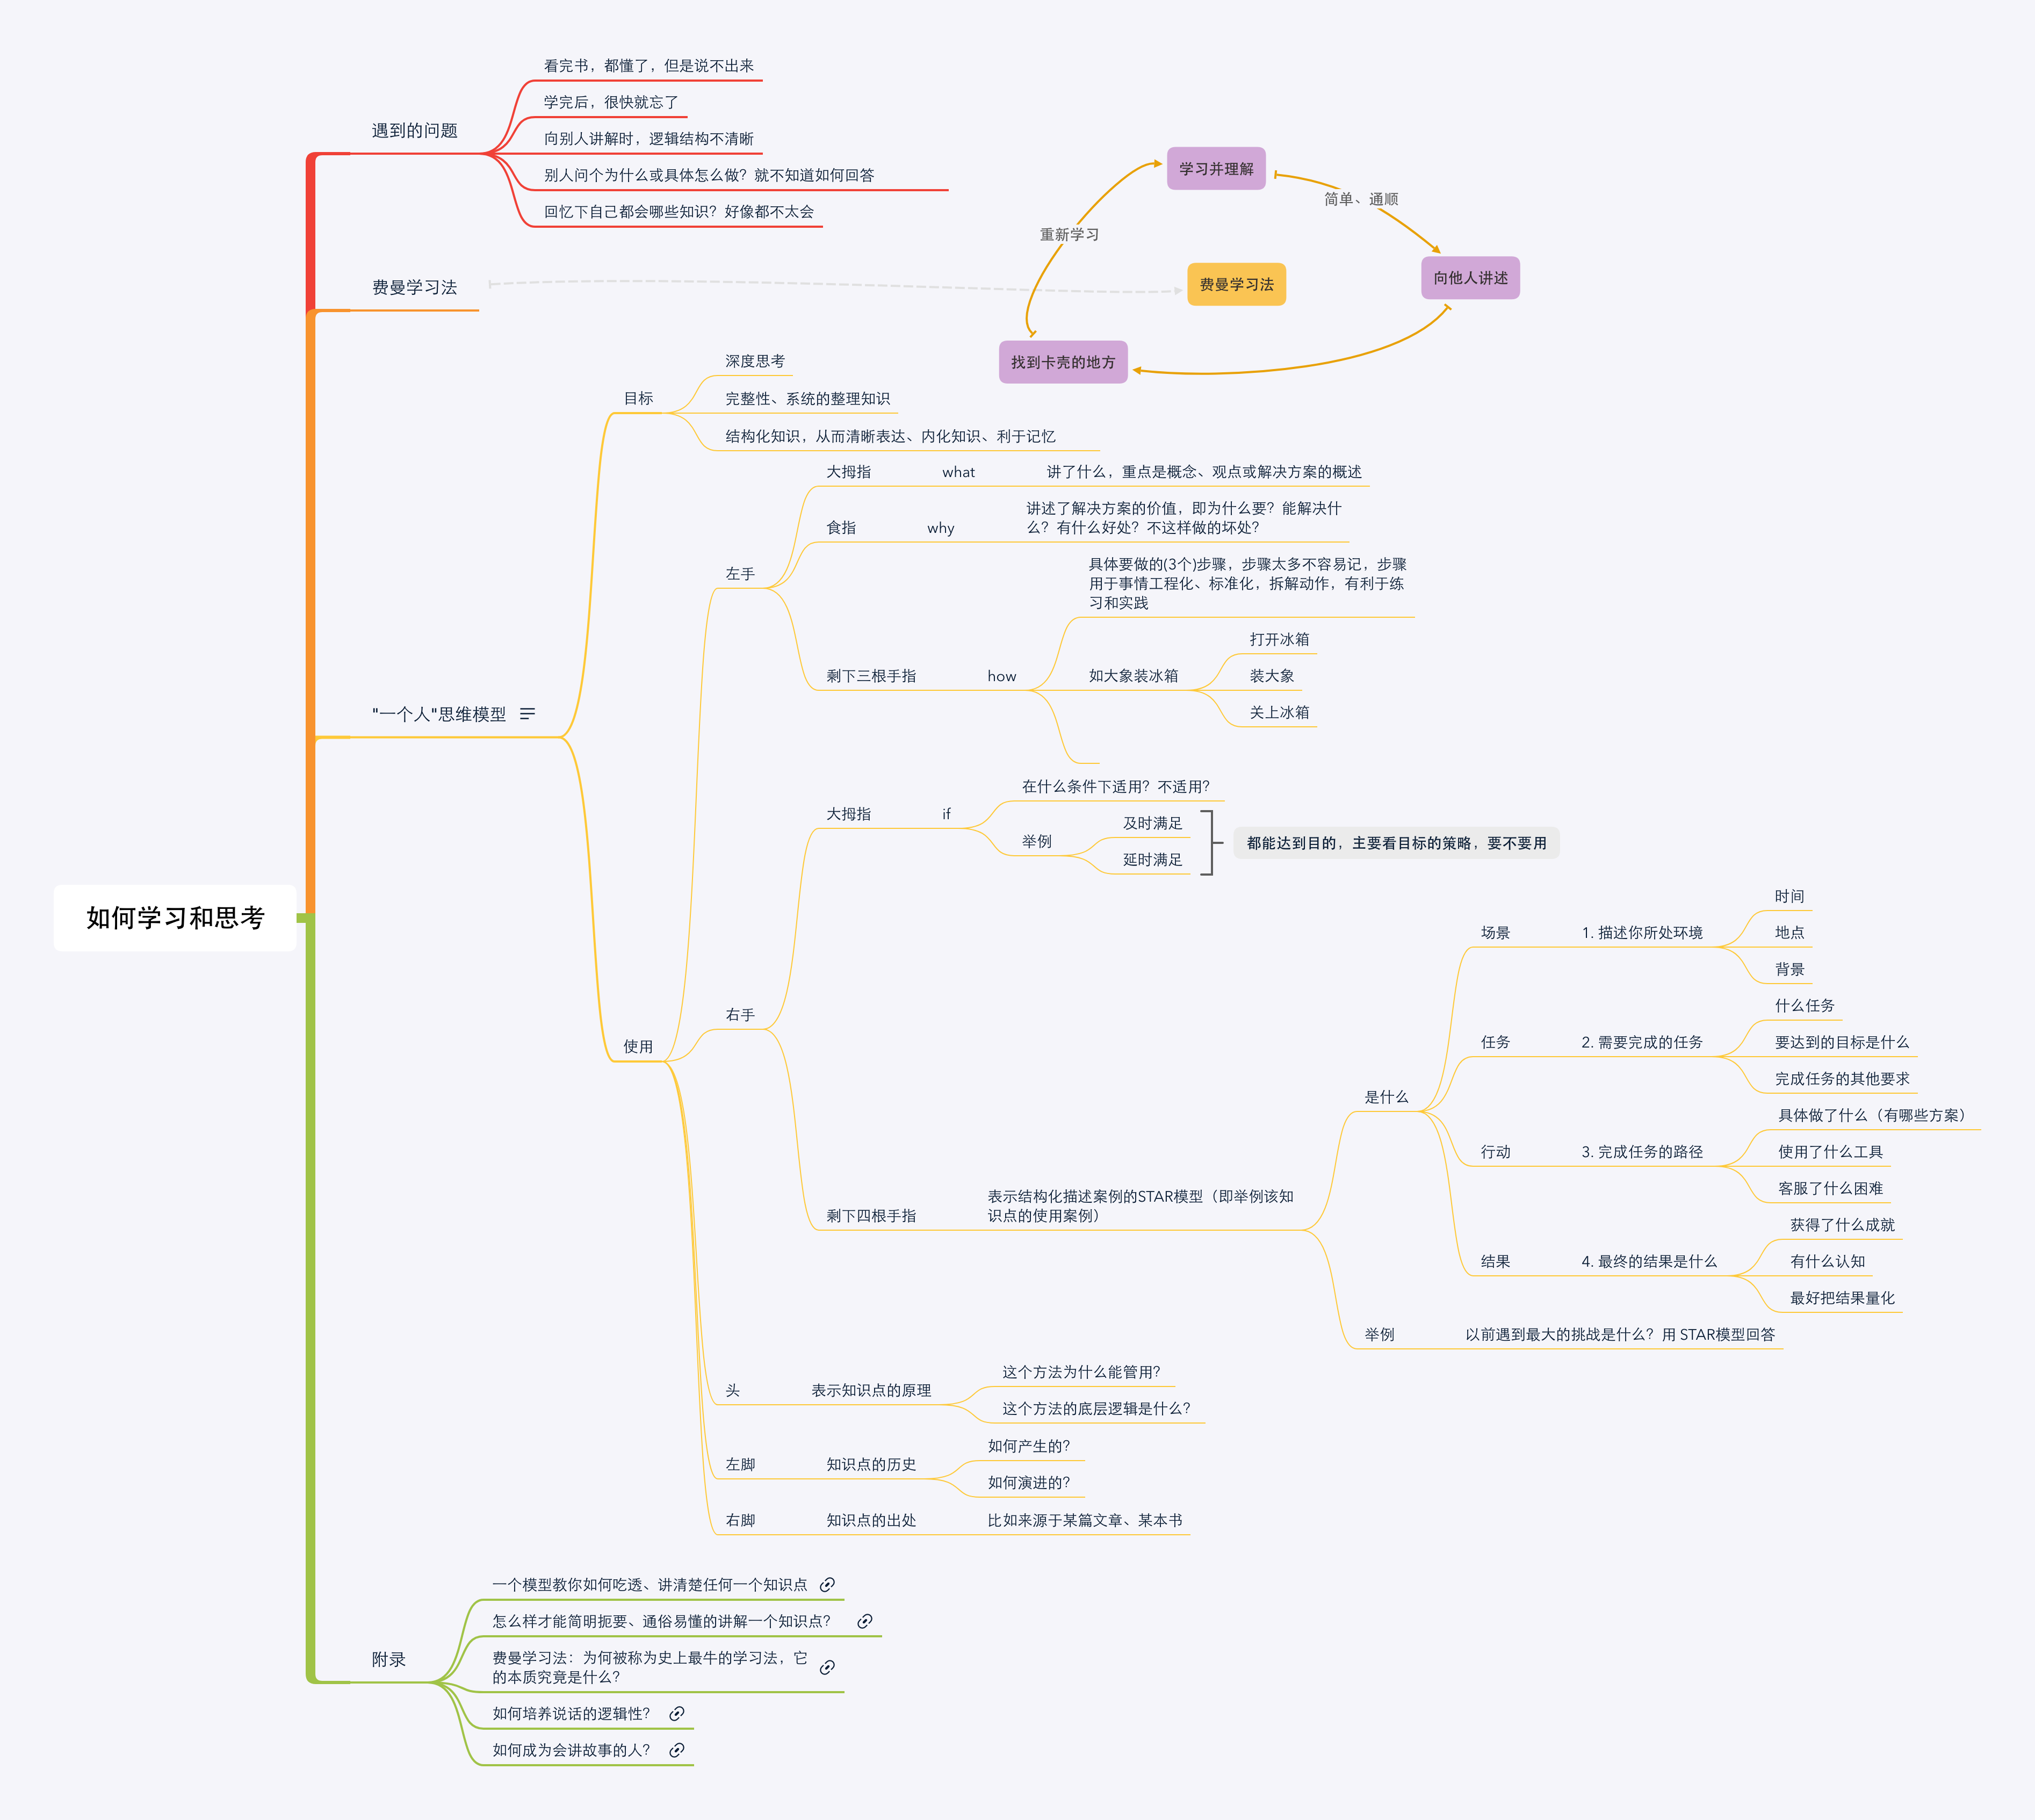 如何学习和思考
遇到的问题
看完书，都懂了，但是说不出来
学完后，很快就忘了
向别人讲解时，逻辑结构不清晰
别人问个为什么或具体怎么做？就不知道如何回答
回忆下自己都会哪些知识？好像都不太会
费曼学习法
费曼学习法
学习并理解
简单、通顺
向他人讲述
找到卡壳的地方
重新学习
"一个人"思维模型
目标
深度思考
完整性、系统的整理知识
结构化知识，从而清晰表达、内化知识、利于记忆
使用
左手
大拇指
what
讲了什么，重点是概念、观点或解决方案的概述
食指
why
讲述了解决方案的价值，即为什么要？能解决什
么？有什么好处？不这样做的坏处？
剩下三根手指
how
具体要做的(3个)步骤，步骤太多不容易记，步骤
用于事情工程化、标准化，拆解动作，有利于练
习和实践
如大象装冰箱
打开冰箱
装大象
关上冰箱
右手
大拇指
if
在什么条件下适用？不适用？
举例
及时满足
延时满足
都能达到目的，主要看目标的策略，要不要用
剩下四根手指
表示结构化描述案例的STAR模型（即举例该知
识点的使用案例）
是什么
场景
1. 描述你所处环境
时间
地点
背景
任务
2. 需要完成的任务
什么任务
要达到的目标是什么
完成任务的其他要求
行动
3. 完成任务的路径
具体做了什么（有哪些方案）
使用了什么工具
客服了什么困难
结果
4. 最终的结果是什么
获得了什么成就
有什么认知
最好把结果量化
举例
以前遇到最大的挑战是什么？用 STAR模型回答
头
表示知识点的原理
这个方法为什么能管用？
这个方法的底层逻辑是什么？
左脚
知识点的历史
如何产生的？
如何演进的？
右脚
知识点的出处
比如来源于某篇文章、某本书
附录
一个模型教你如何吃透、讲清楚任何一个知识点
怎么样才能简明扼要、通俗易懂的讲解一个知识点？
费曼学习法：为何被称为史上最牛的学习法，它
的本质究竟是什么？
如何培养说话的逻辑性？
如何成为会讲故事的人？